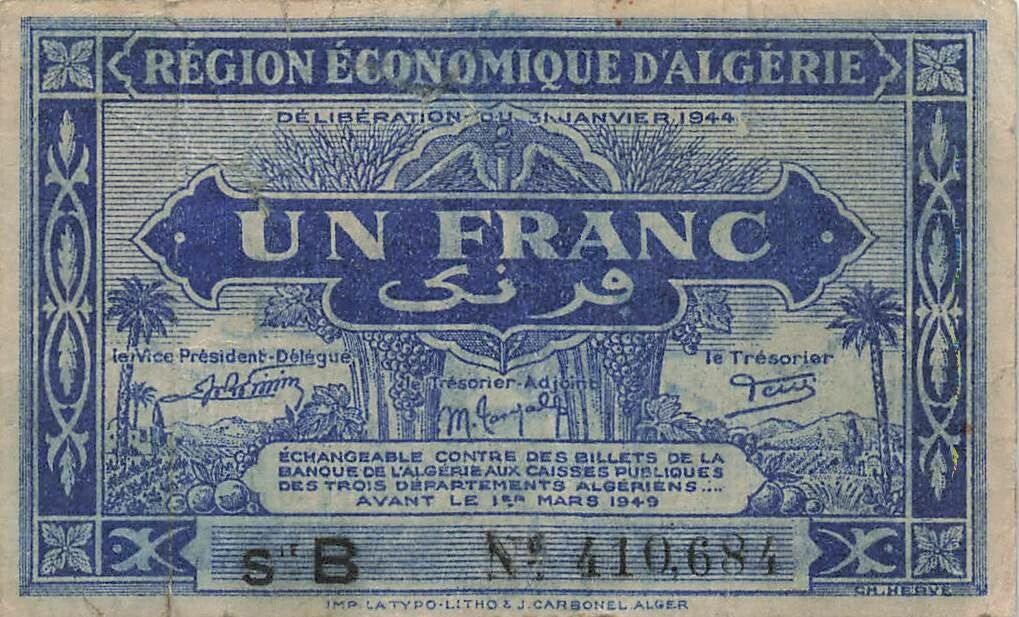 RÉGION ÉCONOMIQUE D'ALGÉRIE
DÉLIBÉRATION DU 31 JANVIER 1944
UN FRANC
فرنك
le Vice Président-Délégué
le Trésorier-Adjoint
le Trésorier
ÉCHANGEABLE CONTRE DES BILLETS DE LA
BANQUE DE L'ALGÉRIE AUX CAISSES PUBLIQUES
DES TROIS DÉPARTEMENTS ALGÉRIENS....
AVANT LE 1ER MARS 1949
Sie B
No. 410,684
CH. HERVÉ
IMP. LA TYPO-LITHO & J. CARBONEL ALGER